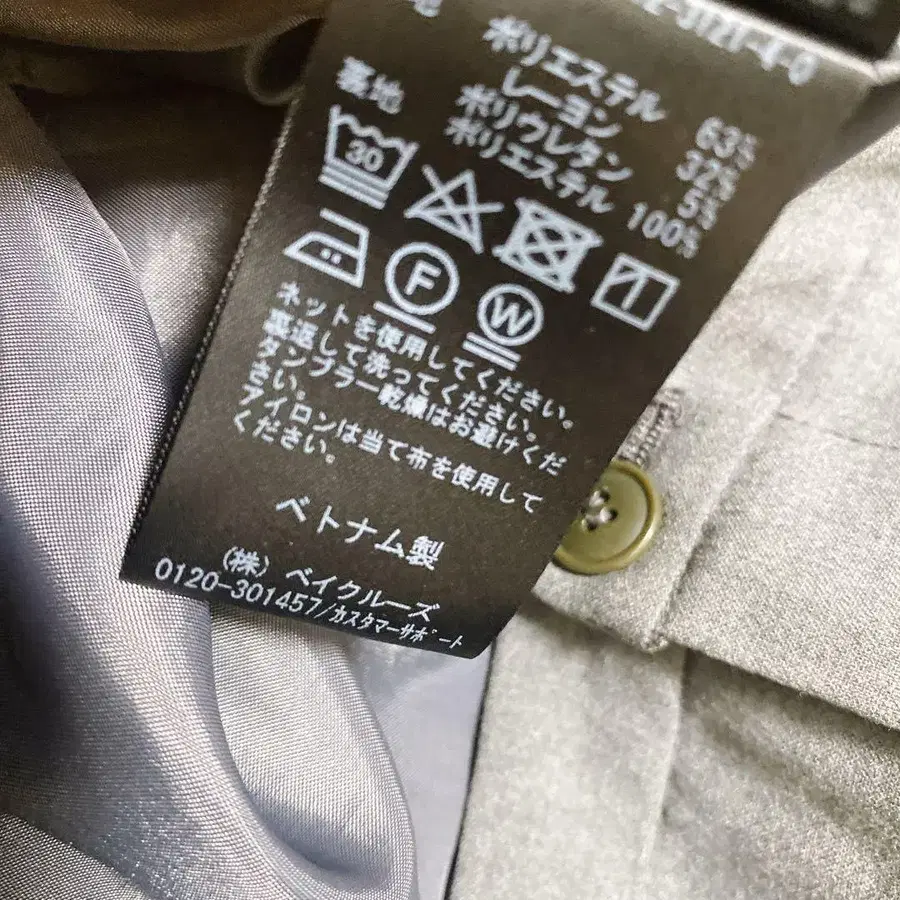 地
ポリエステル 63%
レーヨン 32%
ポリウレタン 5%
裏地 ポリエステル 100%
30
F
W
ネットを使用してください。
裏返して洗ってください。
タンブラー乾燥はお避けくだ
さい。
アイロンは当て布を使用して
ください。
ベトナム製
(株) ベイクルーズ
0120-301457/カスタマーサポート